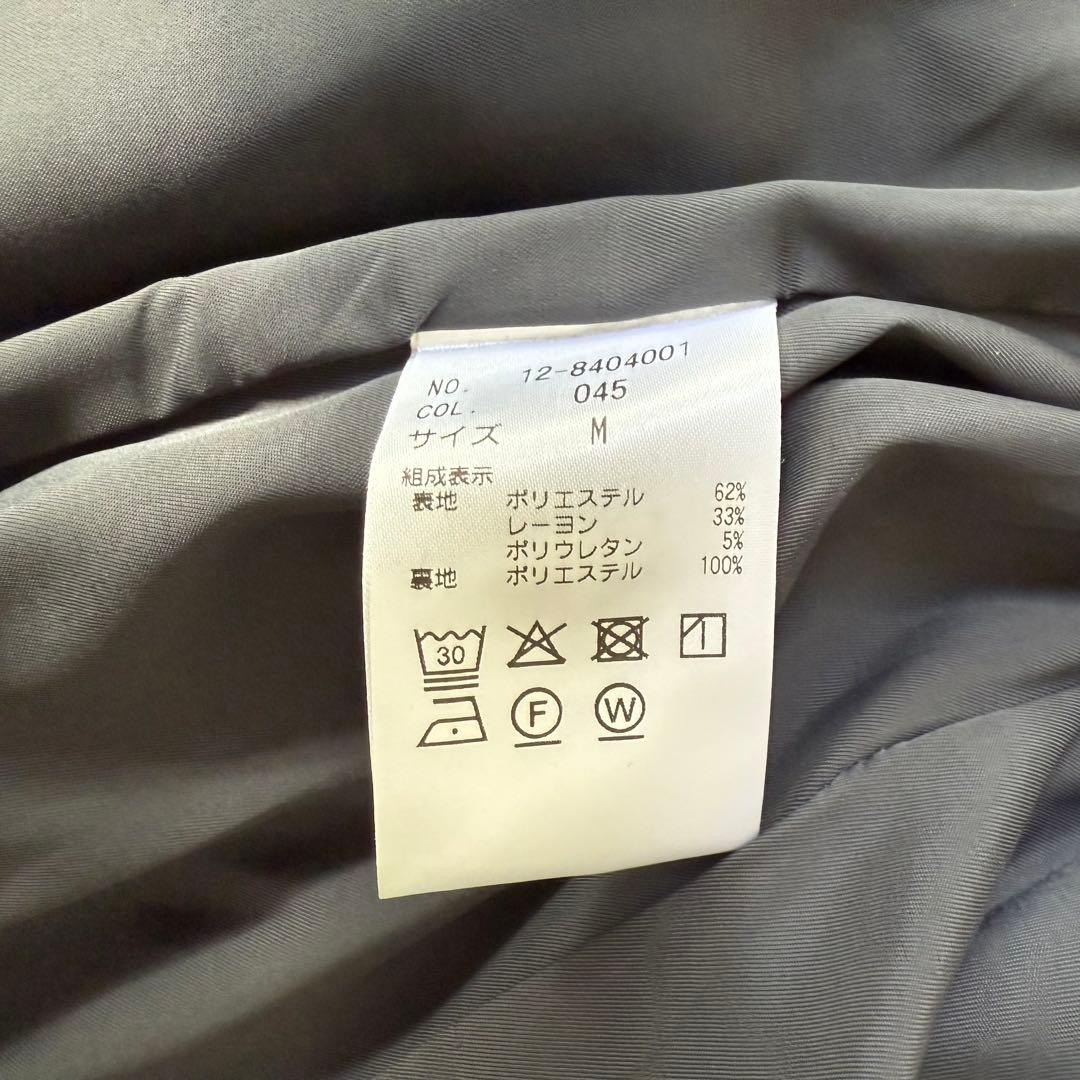 NO. 12-8404001
COL. 045
サイズ M
組成表示
表地 ポリエステル 62%
レーヨン 33%
ポリウレタン 5%
裏地 ポリエステル 100%
30
F W